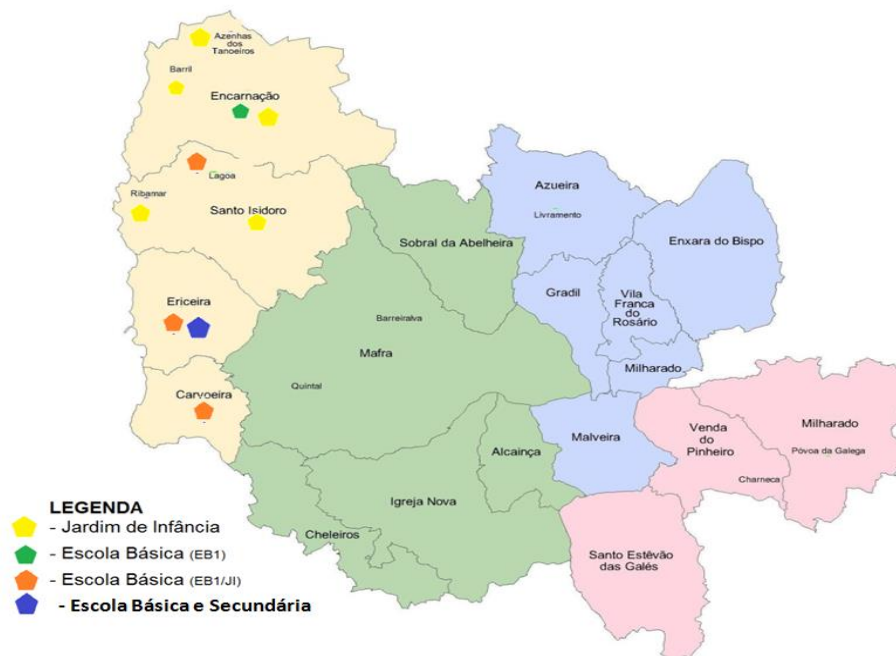 Azenhas
dos
Tanoeiros
Barril
Encarnação
Lagoa
Ribamar
Santo Isidoro
Ericeira
Carvoeira
Sobral da Abelheira
Barreiralva
Mafra
Quintal
Alcainça
Igreja Nova
Cheleiros
Azueira
Livramento
Enxara do Bispo
Gradil
Vila
Franca
do
Rosário
Milharado
Malveira
Venda
do
Pinheiro
Charneca
Milharado
Póvoa da Galega
Santo Estêvão
das Galés
LEGENDA
- Jardim de Infância
- Escola Básica (EB1)
- Escola Básica (EB1/JI)
- Escola Básica e Secundária